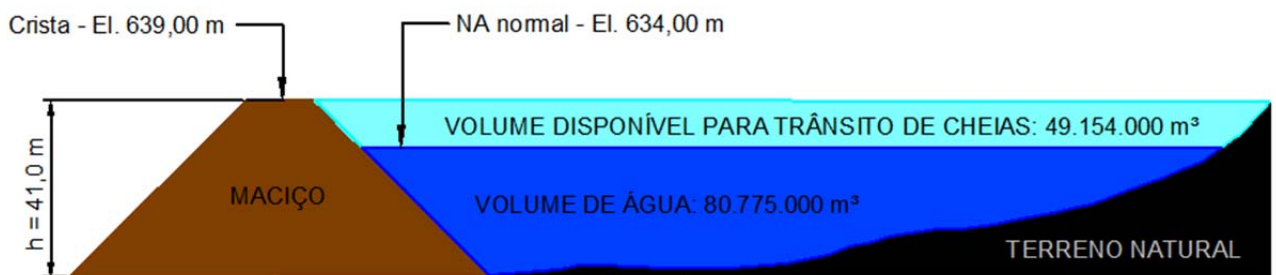 Crista - El. 639,00 m
NA normal - El. 634,00 m
VOLUME DISPONÍVEL PARA TRÂNSITO DE CHEIAS: 49.154.000 m³
h = 41,0 m
MACIÇO
VOLUME DE ÁGUA: 80.775.000 m³
TERRENO NATURAL